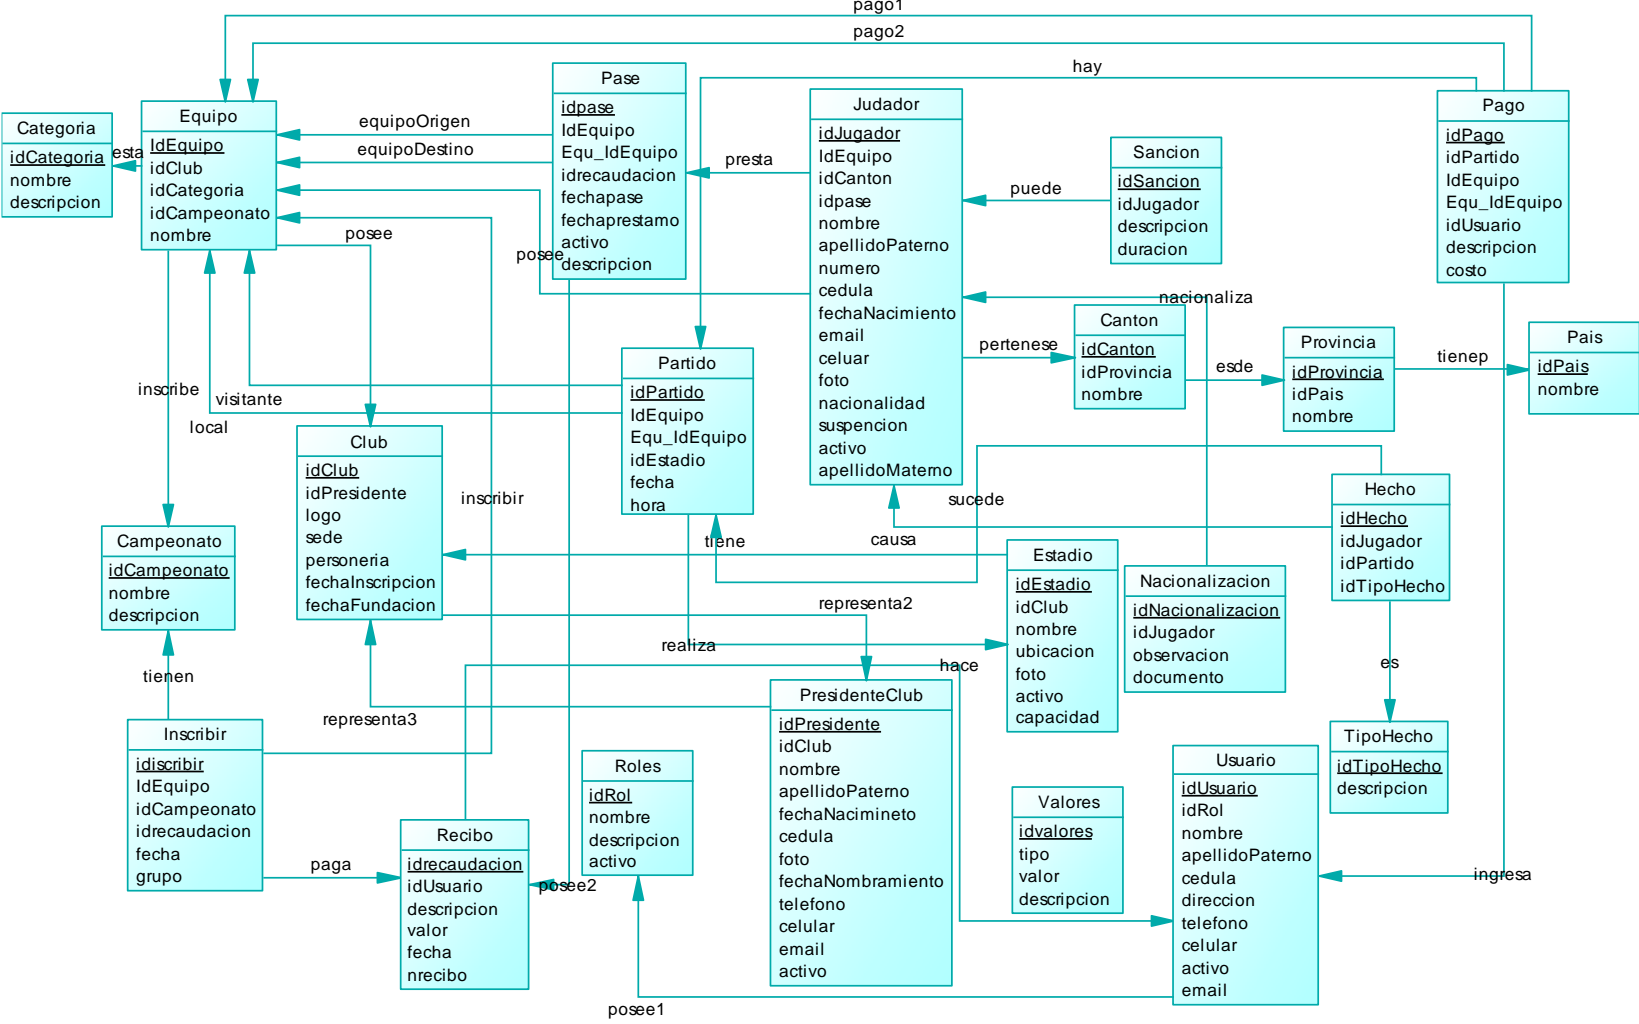 pago1
pago2
hay
Categoria
idCategoria
nombre
descripcion
esta
Equipo
IdEquipo
idClub
idCategoria
idCampeonato
nombre
equipoOrigen
equipoDestino
Pase
idpase
IdEquipo
Equ_IdEquipo
idrecaudacion
fechapase
fechaprestamo
activo
descripcion
presta
Judador
idJugador
IdEquipo
idCanton
idpase
nombre
apellidoPaterno
numero
cedula
fechaNacimiento
email
celuar
foto
nacionalidad
suspencion
activo
apellidoMaterno
puede
Sancion
idSancion
idJugador
descripcion
duracion
Pago
idPago
idPartido
IdEquipo
Equ_IdEquipo
idUsuario
descripcion
costo
posee
posee
nacionaliza
pertenese
Canton
idCanton
idProvincia
nombre
esde
Provincia
idProvincia
idPais
nombre
tienep
Pais
idPais
nombre
inscribe
visitante
local
Partido
idPartido
IdEquipo
Equ_IdEquipo
idEstadio
fecha
hora
Club
idClub
idPresidente
logo
sede
personeria
fechaInscripcion
fechaFundacion
inscribir
sucede
causa
tiene
Hecho
idHecho
idJugador
idPartido
idTipoHecho
Campeonato
idCampeonato
nombre
descripcion
Estadio
idEstadio
idClub
nombre
ubicacion
foto
activo
capacidad
Nacionalizacion
idNacionalizacion
idJugador
observacion
documento
representa2
realiza
hace
es
tienen
representa3
PresidenteClub
idPresidente
idClub
nombre
apellidoPaterno
fechaNacimineto
cedula
foto
fechaNombramiento
telefono
celular
email
activo
Inscribir
idiscribir
IdEquipo
idCampeonato
idrecaudacion
fecha
grupo
paga
Recibo
idrecaudacion
idUsuario
descripcion
valor
fecha
nrecibo
posee2
Roles
idRol
nombre
descripcion
activo
Valores
idvalores
tipo
valor
descripcion
Usuario
idUsuario
idRol
nombre
apellidoPaterno
cedula
direccion
telefono
celular
activo
email
TipoHecho
idTipoHecho
descripcion
ingresa
posee1